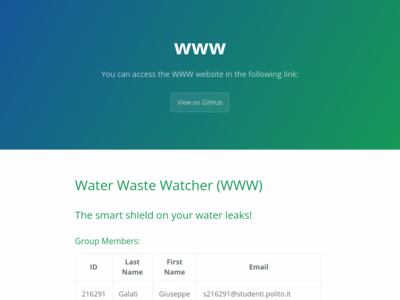 www
You can access the WWW website in the following link:
View on GitHub
Water Waste Watcher (WWW)
The smart shield on your water leaks!
Group Members:
ID Last Name First Name Email
216291 Galati Giuseppe s216291@studenti.polito.it